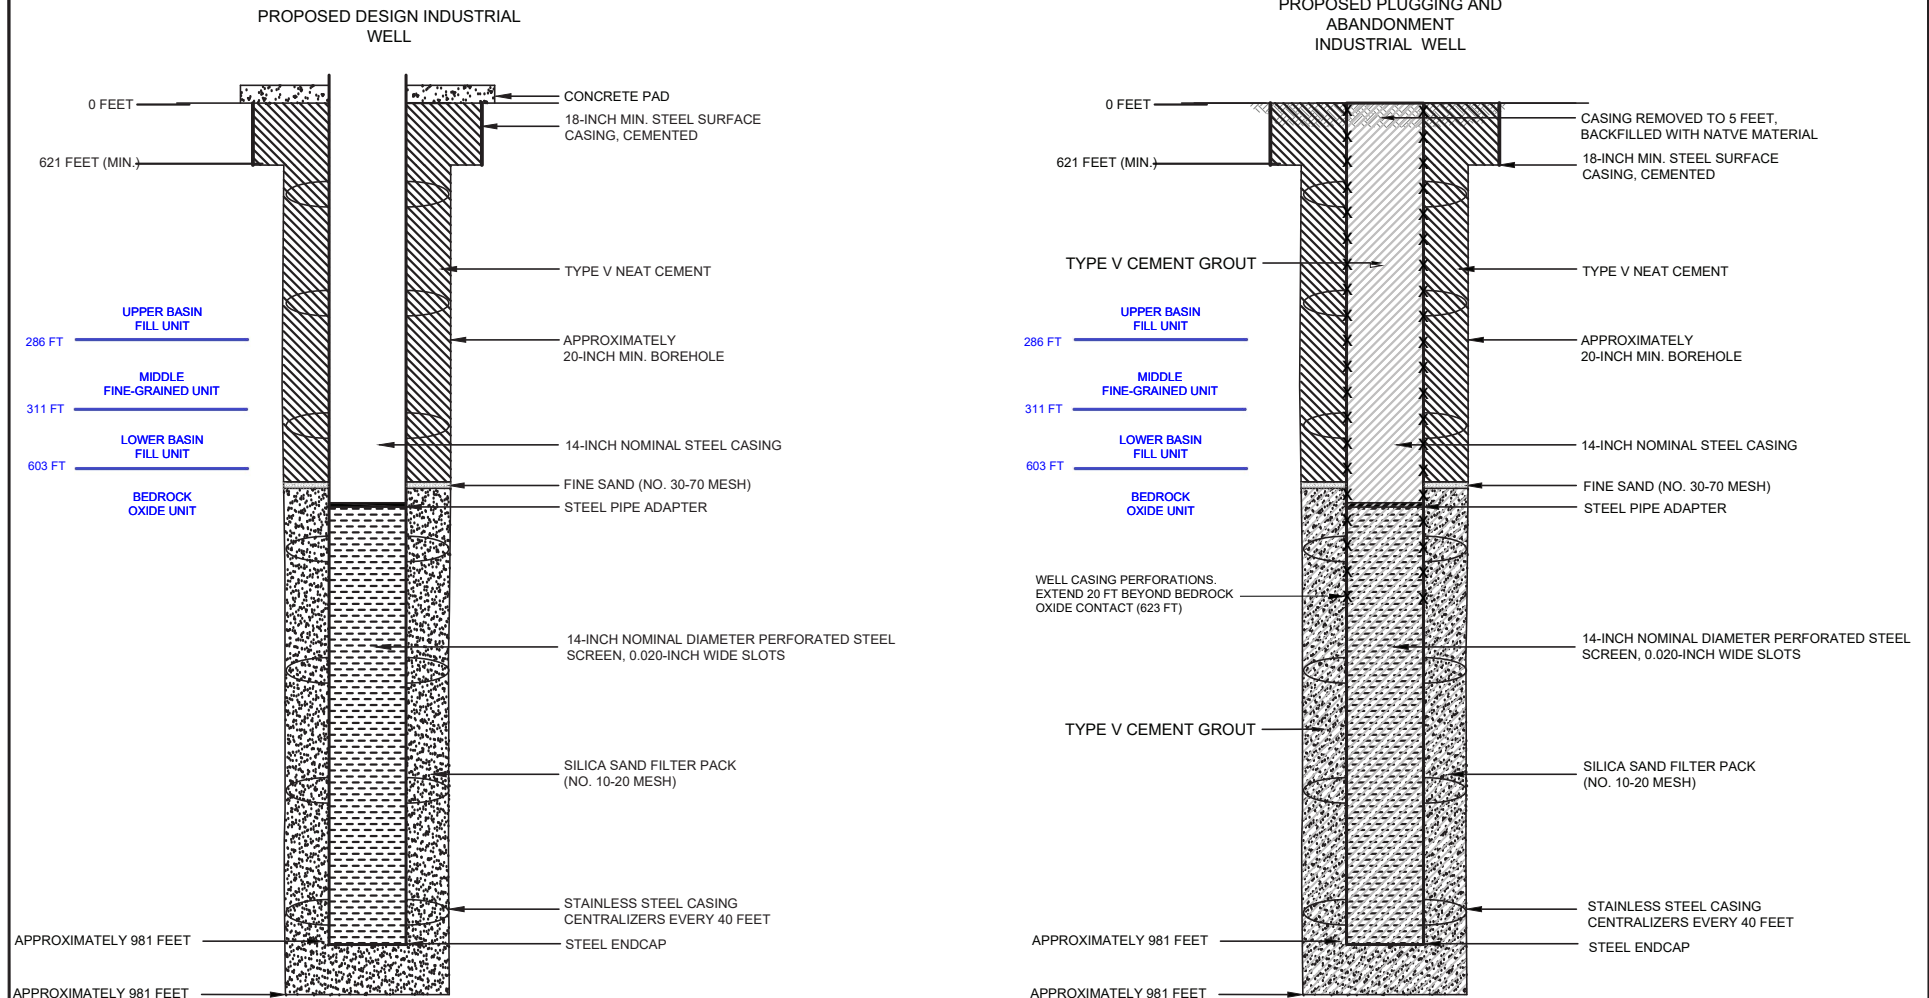 PROPOSED DESIGN INDUSTRIAL
WELL
0 FEET
CONCRETE PAD
18-INCH MIN. STEEL SURFACE
CASING, CEMENTED
621 FEET (MIN.)
TYPE V NEAT CEMENT
UPPER BASIN
FILL UNIT
286 FT
APPROXIMATELY
20-INCH MIN. BOREHOLE
MIDDLE
FINE-GRAINED UNIT
311 FT
LOWER BASIN
FILL UNIT
14-INCH NOMINAL STEEL CASING
603 FT
FINE SAND (NO. 30-70 MESH)
BEDROCK
OXIDE UNIT
STEEL PIPE ADAPTER
14-INCH NOMINAL DIAMETER PERFORATED STEEL
SCREEN, 0.020-INCH WIDE SLOTS
SILICA SAND FILTER PACK
(NO. 10-20 MESH)
STAINLESS STEEL CASING
CENTRALIZERS EVERY 40 FEET
APPROXIMATELY 981 FEET
STEEL ENDCAP
APPROXIMATELY 981 FEET
PROPOSED PLUGGING AND
ABANDONMENT
INDUSTRIAL WELL
0 FEET
CASING REMOVED TO 5 FEET,
BACKFILLED WITH NATVE MATERIAL
621 FEET (MIN.)
18-INCH MIN. STEEL SURFACE
CASING, CEMENTED
TYPE V CEMENT GROUT
TYPE V NEAT CEMENT
UPPER BASIN
FILL UNIT
286 FT
APPROXIMATELY
20-INCH MIN. BOREHOLE
MIDDLE
FINE-GRAINED UNIT
311 FT
LOWER BASIN
FILL UNIT
14-INCH NOMINAL STEEL CASING
603 FT
FINE SAND (NO. 30-70 MESH)
BEDROCK
OXIDE UNIT
STEEL PIPE ADAPTER
WELL CASING PERFORATIONS.
EXTEND 20 FT BEYOND BEDROCK
OXIDE CONTACT (623 FT)
14-INCH NOMINAL DIAMETER PERFORATED STEEL
SCREEN, 0.020-INCH WIDE SLOTS
TYPE V CEMENT GROUT
SILICA SAND FILTER PACK
(NO. 10-20 MESH)
STAINLESS STEEL CASING
CENTRALIZERS EVERY 40 FEET
APPROXIMATELY 981 FEET
STEEL ENDCAP
APPROXIMATELY 981 FEET